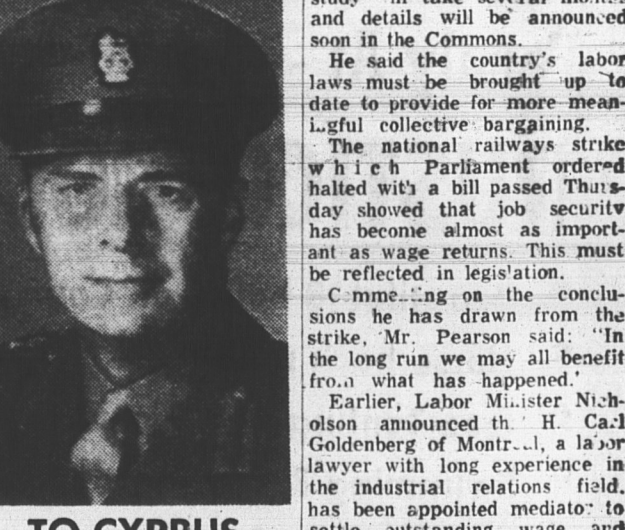 TO CYPRUS
study take several
and details will be announced
soon in the Commons.
He said the country's labor
laws must be brought up to
date to provide for more mean-
i..gful collective bargaining.
The national railways strike
which Parliament ordered
halted with a bill passed Thurs-
day showed that job security
has become almost as import-
ant as wage returns. This must
be reflected in legislation.
Commenting on the conclu-
sions he has drawn from the
strike, Mr. Pearson said: "In
the long run we may all benefit
from what has happened.'
Earlier, Labor Minister Nich-
olson announced th. H. Carl
Goldenberg of Montreal, a labor
lawyer with long experience in
the industrial relations field,
has been appointed mediator to
settle outstanding wage and